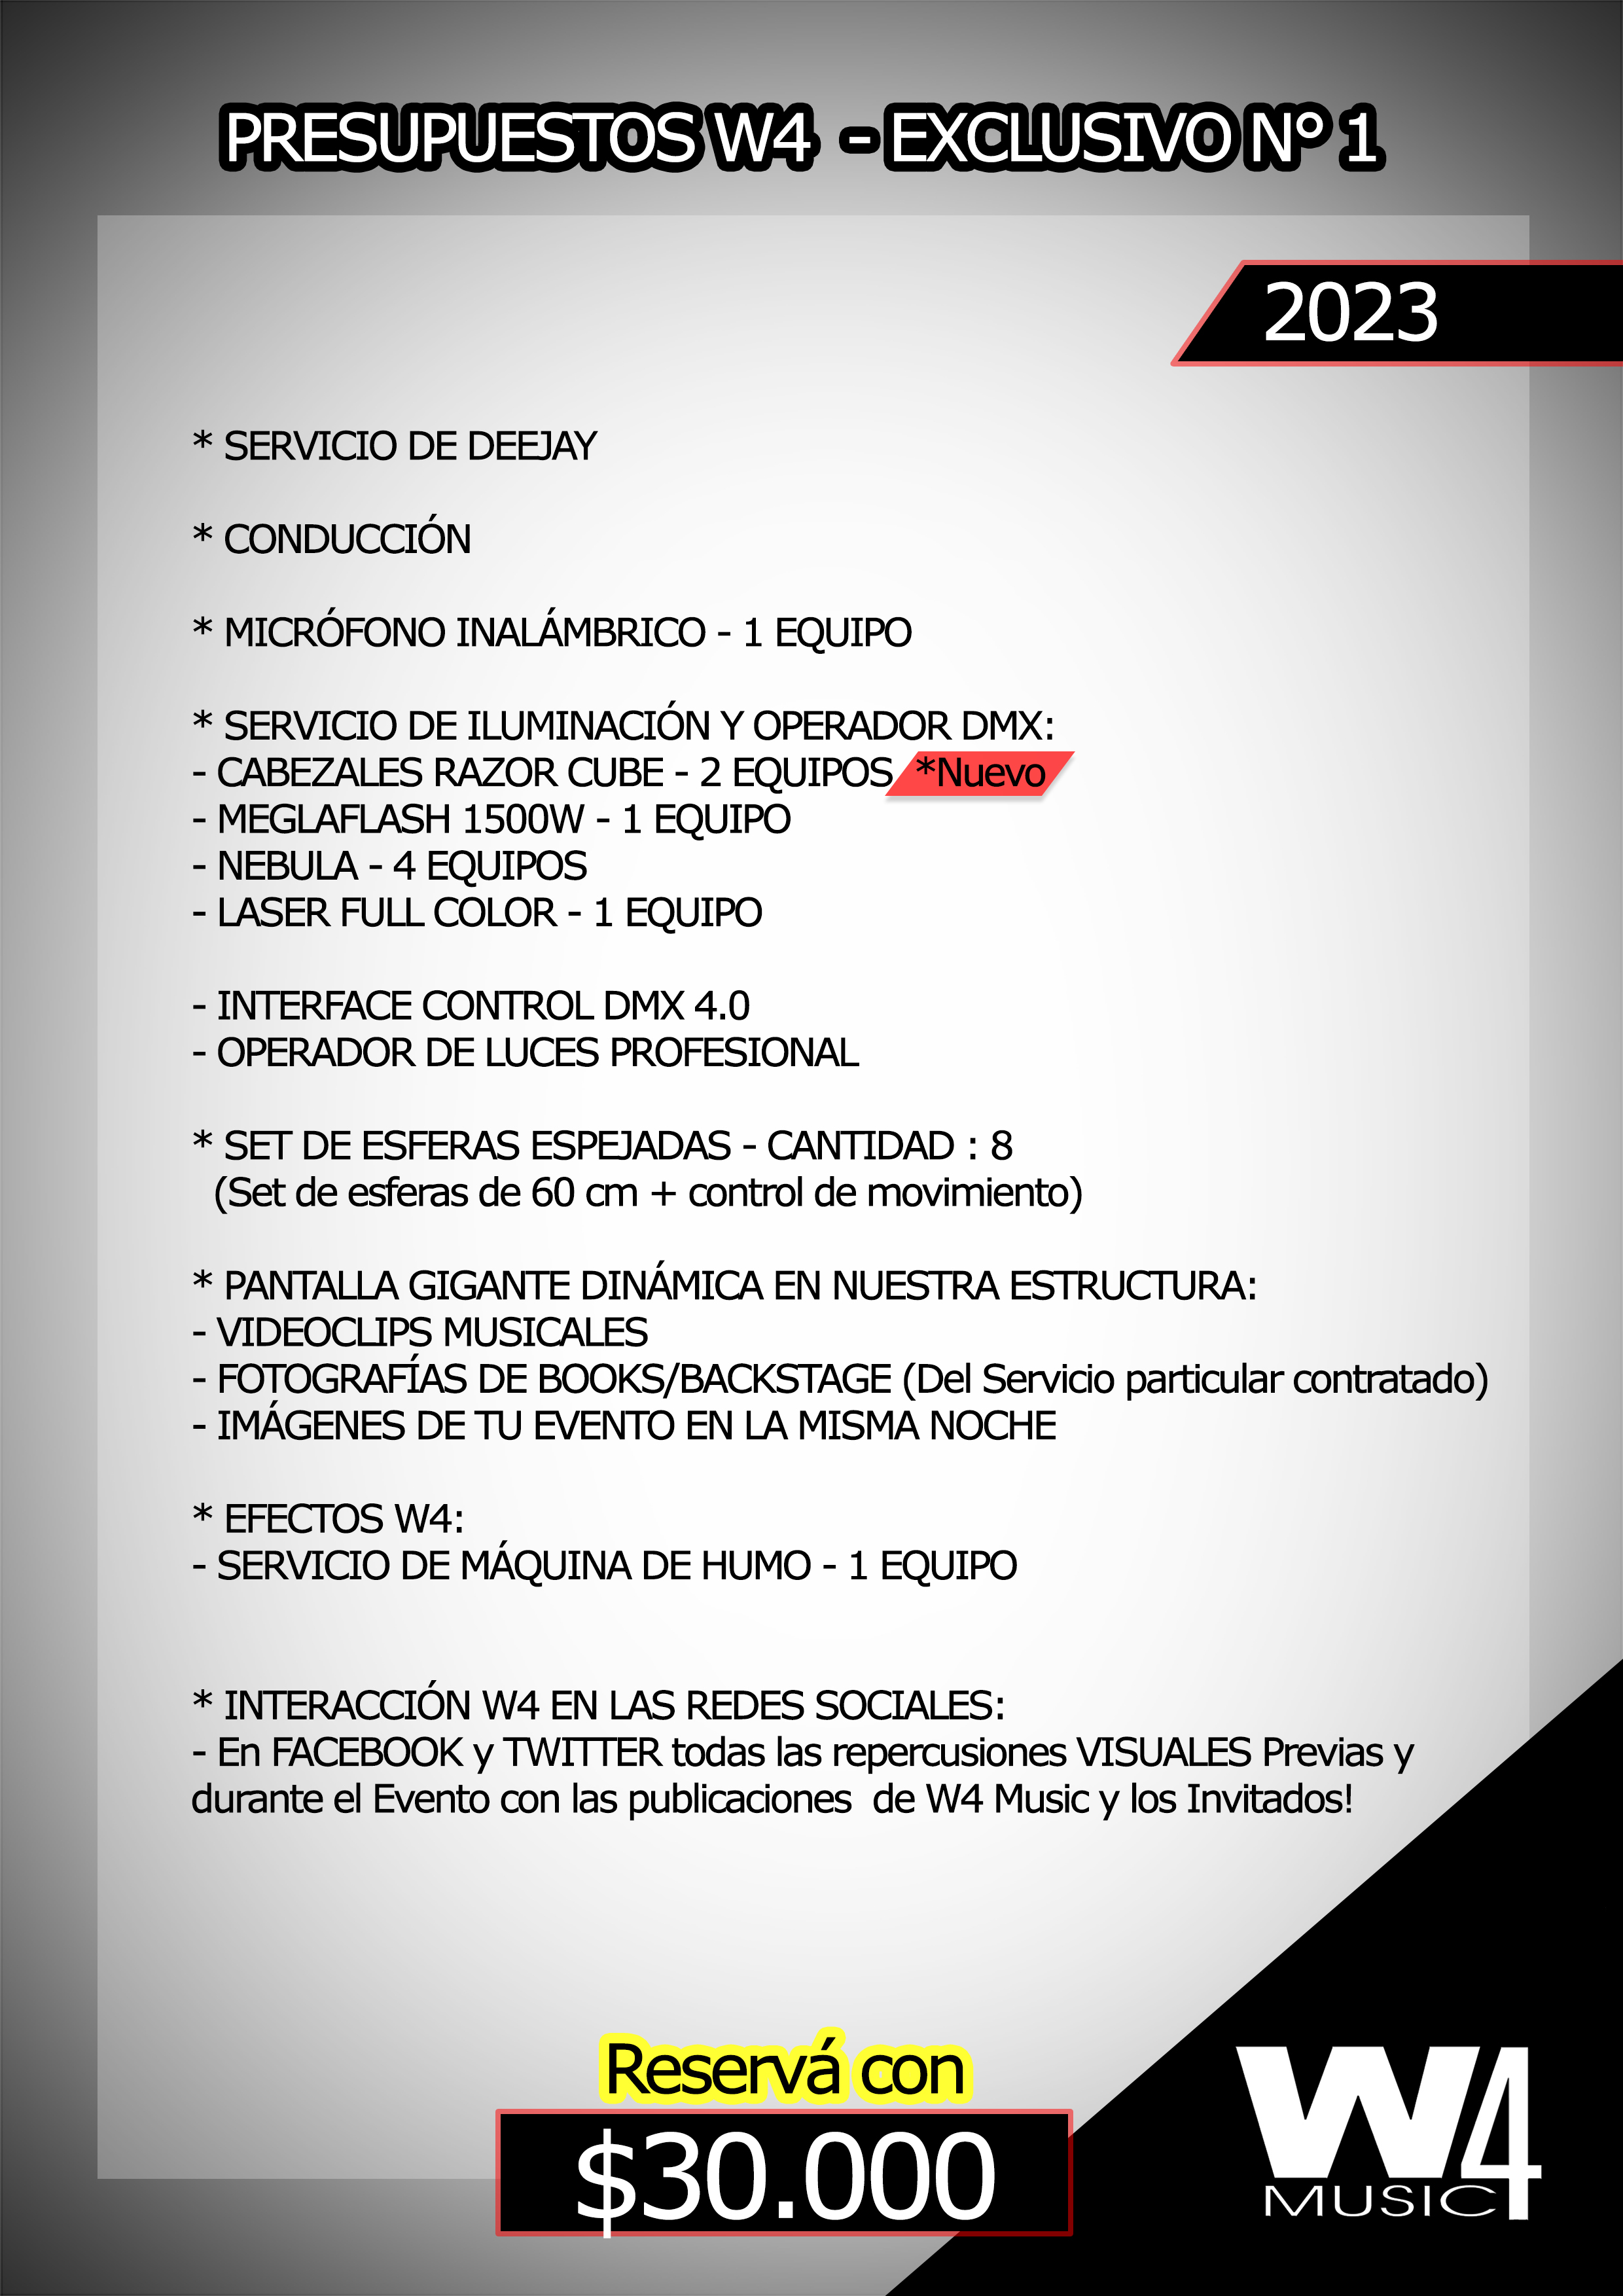 PRESUPUESTOS W4 - EXCLUSIVO N° 1
2023
* SERVICIO DE DEEJAY
* CONDUCCIÓN
* MICRÓFONO INALÁMBRICO - 1 EQUIPO
* SERVICIO DE ILUMINACIÓN Y OPERADOR DMX:
- CABEZALES RAZOR CUBE - 2 EQUIPOS *Nuevo
- MEGLAFLASH 1500W - 1 EQUIPO
- NEBULA - 4 EQUIPOS
- LASER FULL COLOR - 1 EQUIPO
- INTERFACE CONTROL DMX 4.0
- OPERADOR DE LUCES PROFESIONAL
* SET DE ESFERAS ESPEJADAS - CANTIDAD : 8
(Set de esferas de 60 cm + control de movimiento)
* PANTALLA GIGANTE DINÁMICA EN NUESTRA ESTRUCTURA:
- VIDEOCLIPS MUSICALES
- FOTOGRAFÍAS DE BOOKS/BACKSTAGE (Del Servicio particular contratado)
- IMÁGENES DE TU EVENTO EN LA MISMA NOCHE
* EFECTOS W4:
- SERVICIO DE MÁQUINA DE HUMO - 1 EQUIPO
* INTERACCIÓN W4 EN LAS REDES SOCIALES:
- En FACEBOOK y TWITTER todas las repercusiones VISUALES Previas y
durante el Evento con las publicaciones de W4 Music y los Invitados!
Reservá con
$30.000
W4
MUSIC